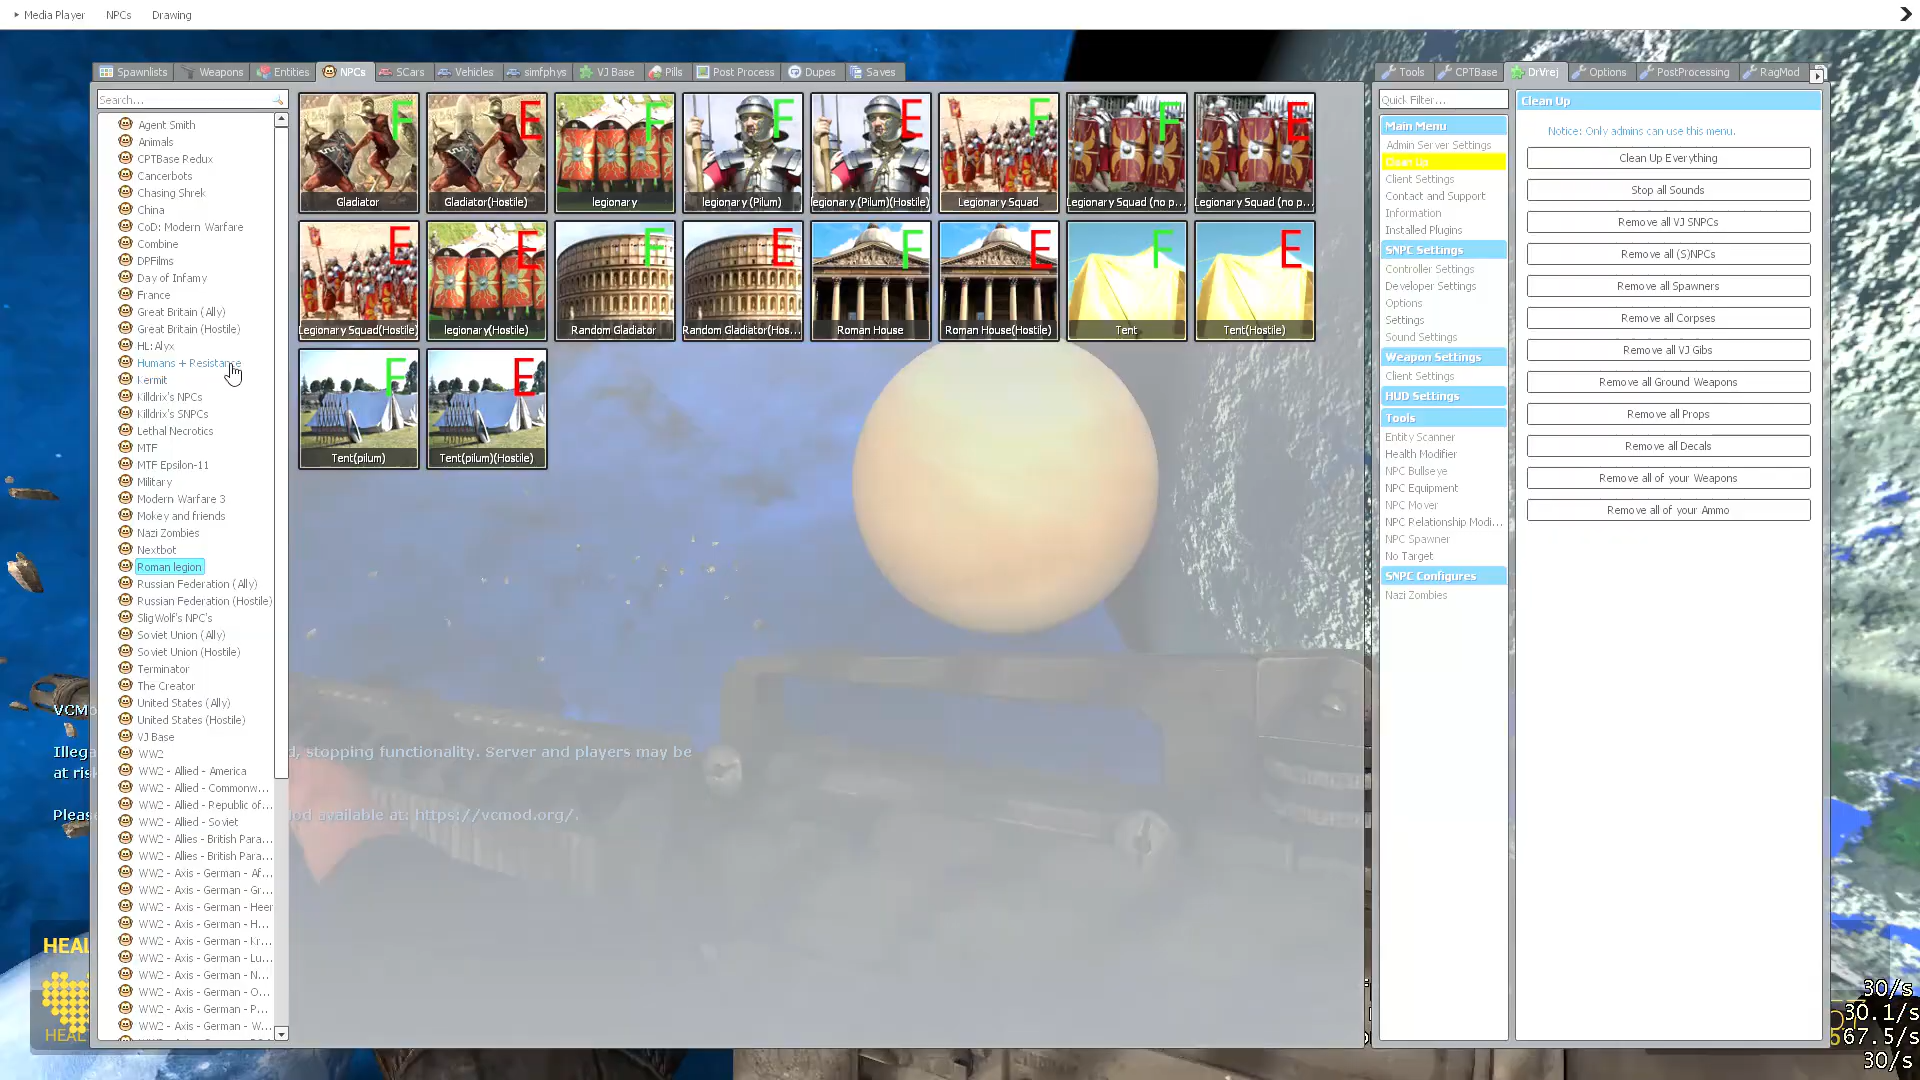 Media Player NPCs Drawing
Spawnlists Weapons Entities NPCs SCars Vehicles simfphys VJ Base Pills Post Process Dupes Saves
Search...
Agent Smith
Animals
CPTBase Redux
Cancerbots
Chasing Shrek
China
CoD: Modern Warfare
Combine
DPFilms
Day of Infamy
France
Great Britain (Ally)
Great Britain (Hostile)
HL: Alyx
Humans + Resistance
Kermit
Killdrix's NPCs
Killdrix's SNPCs
Lethal Necrotics
MTF
MTF Epsilon-11
Military
Modern Warfare 3
Mokey and friends
Nazi Zombies
Nextbot
Roman legion
Russian Federation (Ally)
Russian Federation (Hostile)
SligWolf's NPC's
Soviet Union (Ally)
Soviet Union (Hostile)
Terminator
The Creator
United States (Ally)
United States (Hostile)
VJ Base
WW2
WW2 - Allied - America
WW2 - Allied - Commonw...
WW2 - Allied - Republic of...
WW2 - Allied - Soviet
WW2 - Allies - British Para...
WW2 - Allies - British Para...
WW2 - Axis - German - Af...
WW2 - Axis - German - Gr...
WW2 - Axis - German - Heer
WW2 - Axis - German - H...
WW2 - Axis - German - Kr...
WW2 - Axis - German - Lu...
WW2 - Axis - German - N...
WW2 - Axis - German - O...
WW2 - Axis - German - P...
WW2 - Axis - German - W...
F E F F E F F E
Gladiator Gladiator(Hostile) legionary legionary (Pilum) legionary (Pilum)(Hostile) Legionary Squad Legionary Squad (no p... Legionary Squad (no p...
E E F E F E F E
Legionary Squad(Hostile) legionary(Hostile) Random Gladiator Random Gladiator(Hos... Roman House Roman House(Hostile) Tent Tent(Hostile)
F E
Tent(pilum) Tent(pilum)(Hostile)
VCM
Illega
d, stopping functionality. Server and players may be
at ris
Please
od available at: https://vcmod.org/.
HEAL
HEAL
Tools CPTBase DrVrej Options PostProcessing RagMod
Quick Filter...
Main Menu
Admin Server Settings
Clean Up
Client Settings
Contact and Support
Information
Installed Plugins
SNPC Settings
Controller Settings
Developer Settings
Options
Settings
Sound Settings
Weapon Settings
Client Settings
HUD Settings
Tools
Entity Scanner
Health Modifier
NPC Bullseye
NPC Equipment
NPC Mover
NPC Relationship Modi...
NPC Spawner
No Target
SNPC Configures
Nazi Zombies
Clean Up
Notice: Only admins can use this menu.
Clean Up Everything
Stop all Sounds
Remove all VJ SNPCs
Remove all (S)NPCs
Remove all Spawners
Remove all Corpses
Remove all VJ Gibs
Remove all Ground Weapons
Remove all Props
Remove all Decals
Remove all of your Weapons
Remove all of your Ammo
30/s
30.1/s
67.5/s
30/s